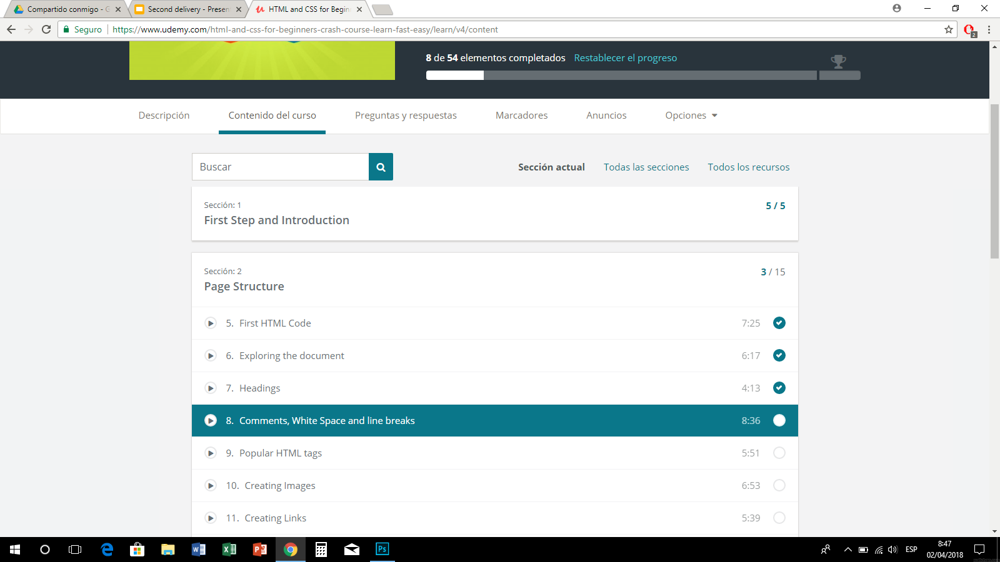 Compartido conmigo - G
Second delivery - Presen
HTML and CSS for Begin
Seguro
https://www.udemy.com/html-and-css-for-beginners-crash-course-learn-fast-easy/learn/v4/content
2
8 de 54 elementos completados Restablecer el progreso
Descripción
Contenido del curso
Preguntas y respuestas
Marcadores
Anuncios
Opciones
Buscar
Sección actual
Todas las secciones
Todos los recursos
Sección: 1
5 / 5
First Step and Introduction
Sección: 2
3 / 15
Page Structure
5. First HTML Code 7:25
6. Exploring the document 6:17
7. Headings 4:13
8. Comments, White Space and line breaks 8:36
9. Popular HTML tags 5:51
10. Creating Images 6:53
11. Creating Links 5:39
Ps
ESP
8:47
02/04/2018